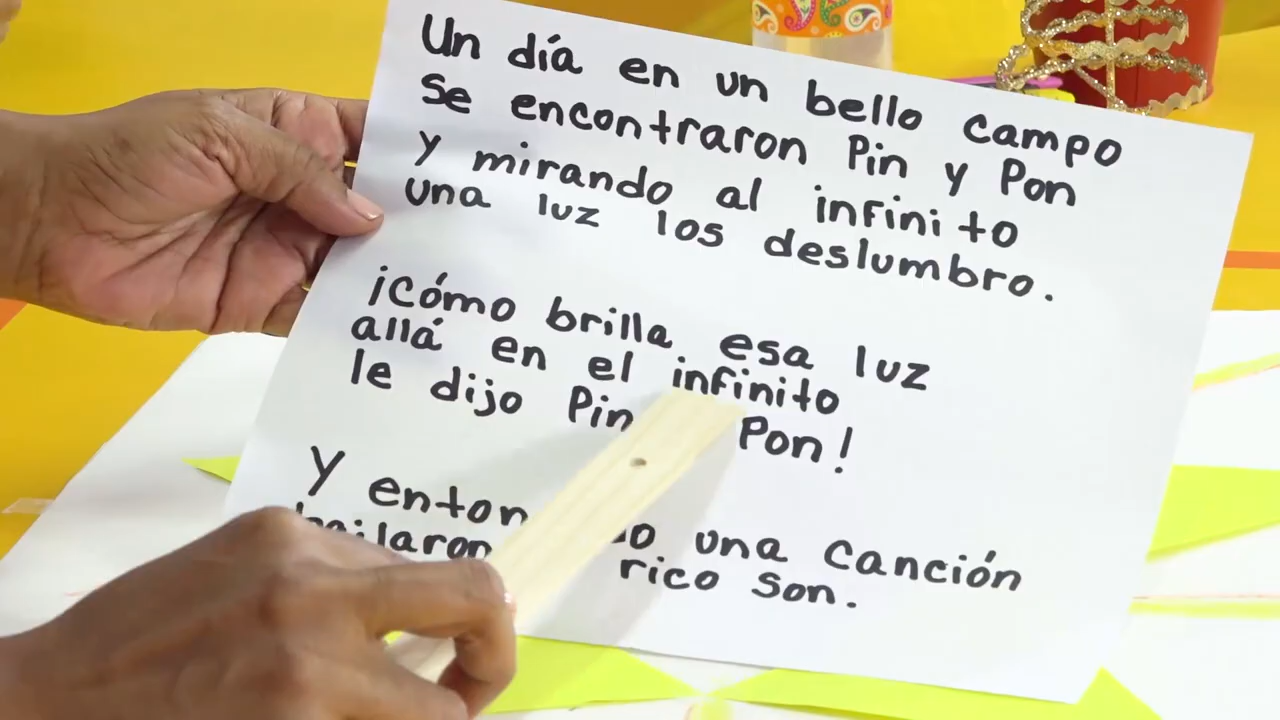 Un día en un bello campo
se encontraron Pin y Pon
y mirando al infinito
una luz los deslumbro.
¡Cómo brilla esa luz
allá en el infinito
le dijo Pin Pon!
Y una canción
rico son.